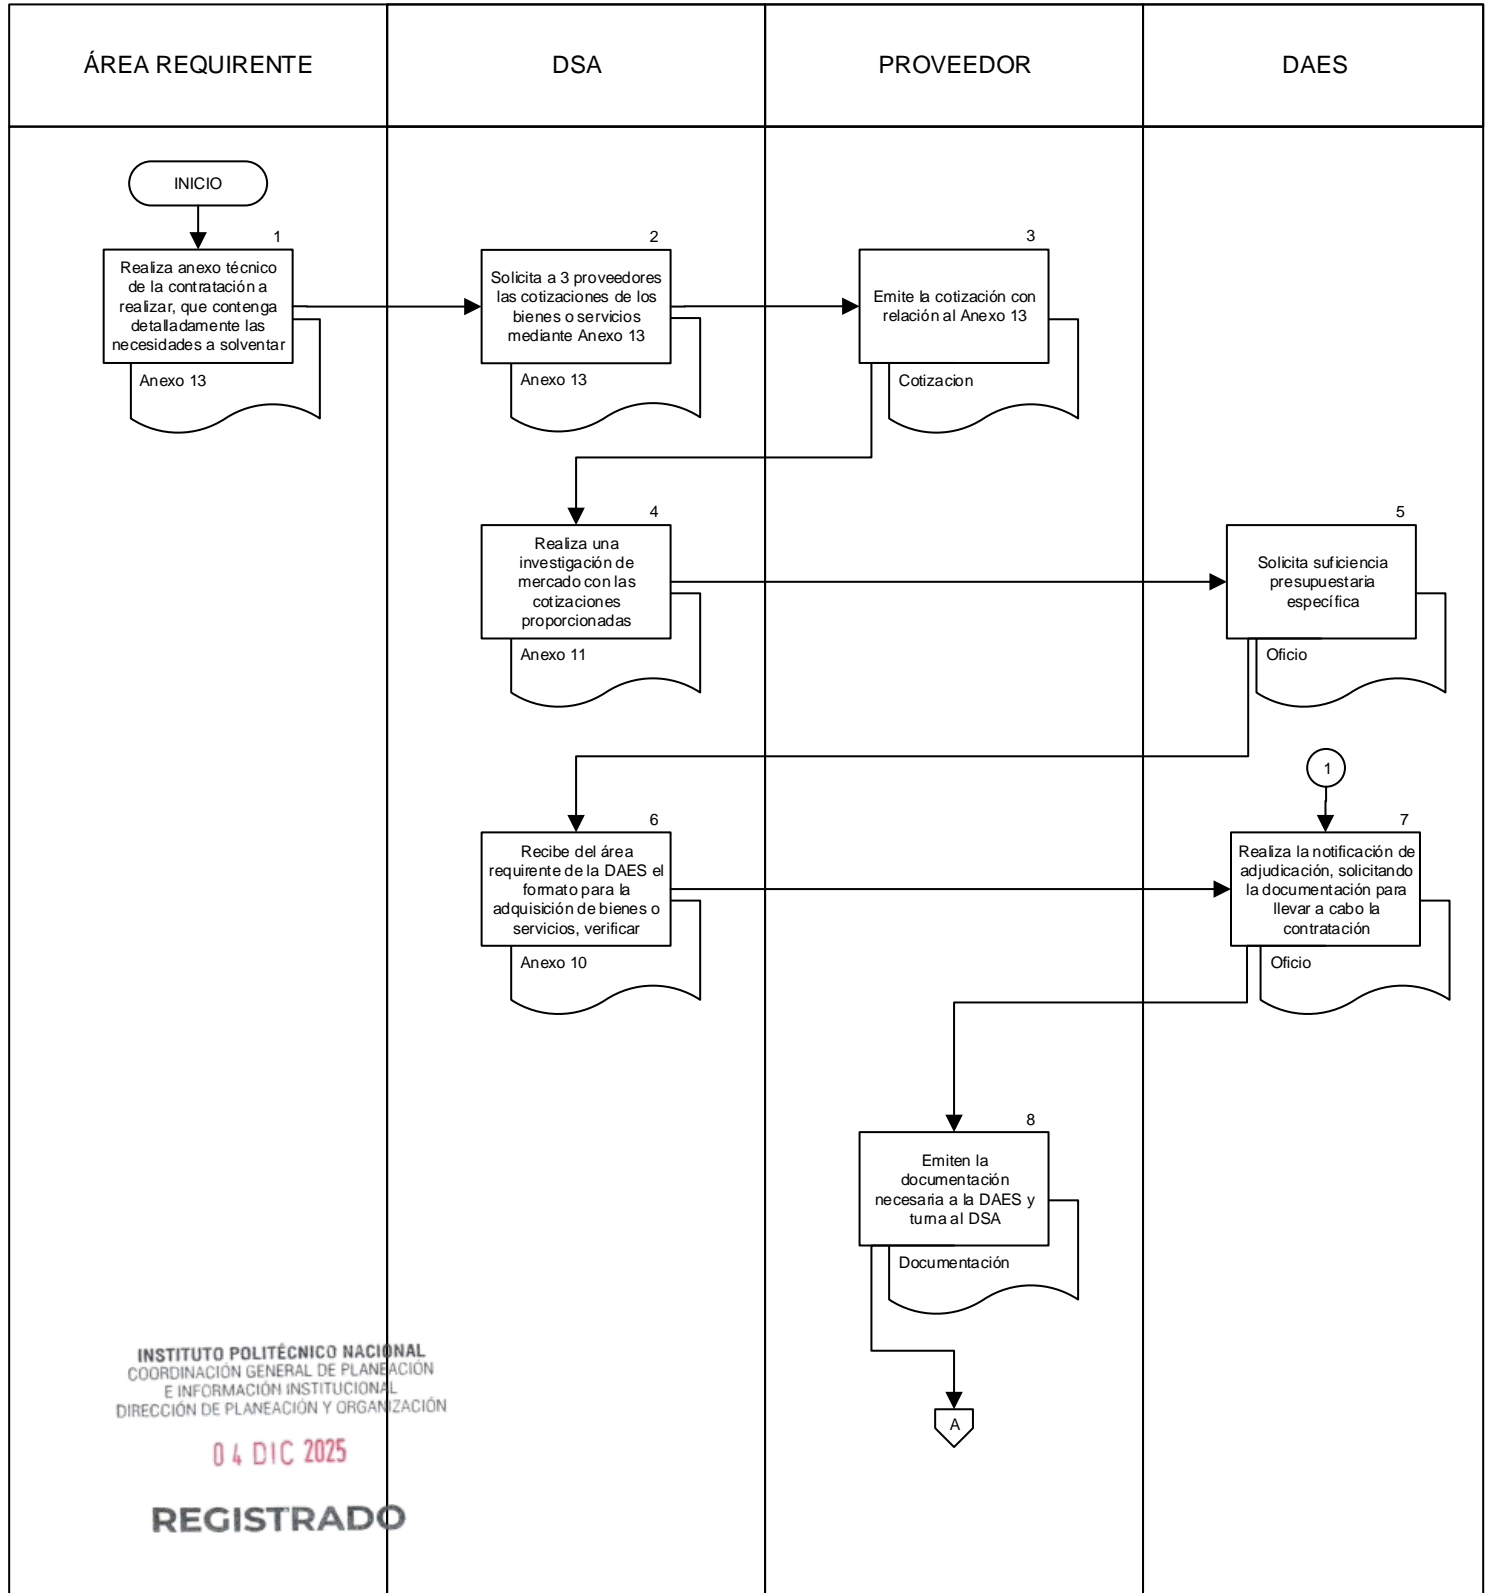 ÁREA REQUIRENTE
DSA
PROVEEDOR
DAES
INICIO
1
Realiza anexo técnico
de la contratación a
realizar, que contenga
detalladamente las
necesidades a solventar
Anexo 13
2
Solicita a 3 proveedores
las cotizaciones de los
bienes o servicios
mediante Anexo 13
Anexo 13
3
Emite la cotización con
relación al Anexo 13
Cotizacion
4
Realiza una
investigación de
mercado con las
cotizaciones
proporcionadas
Anexo 11
5
Solicita suficiencia
presupuestaria
específica
Oficio
6
Recibe del área
requirente de la DAES el
formato para la
adquisición de bienes o
servicios, verificar
Anexo 10
1
7
Realiza la notificación de
adjudicación, solicitando
la documentación para
llevar a cabo la
contratación
Oficio
8
Emiten la
documentación
necesaria a la DAES y
turna al DSA
Documentación
A
INSTITUTO POLITÉCNICO NACIONAL
COORDINACIÓN GENERAL DE PLANEACIÓN
E INFORMACIÓN INSTITUCIONAL
DIRECCIÓN DE PLANEACIÓN Y ORGANIZACIÓN
04 DIC 2025
REGISTRADO